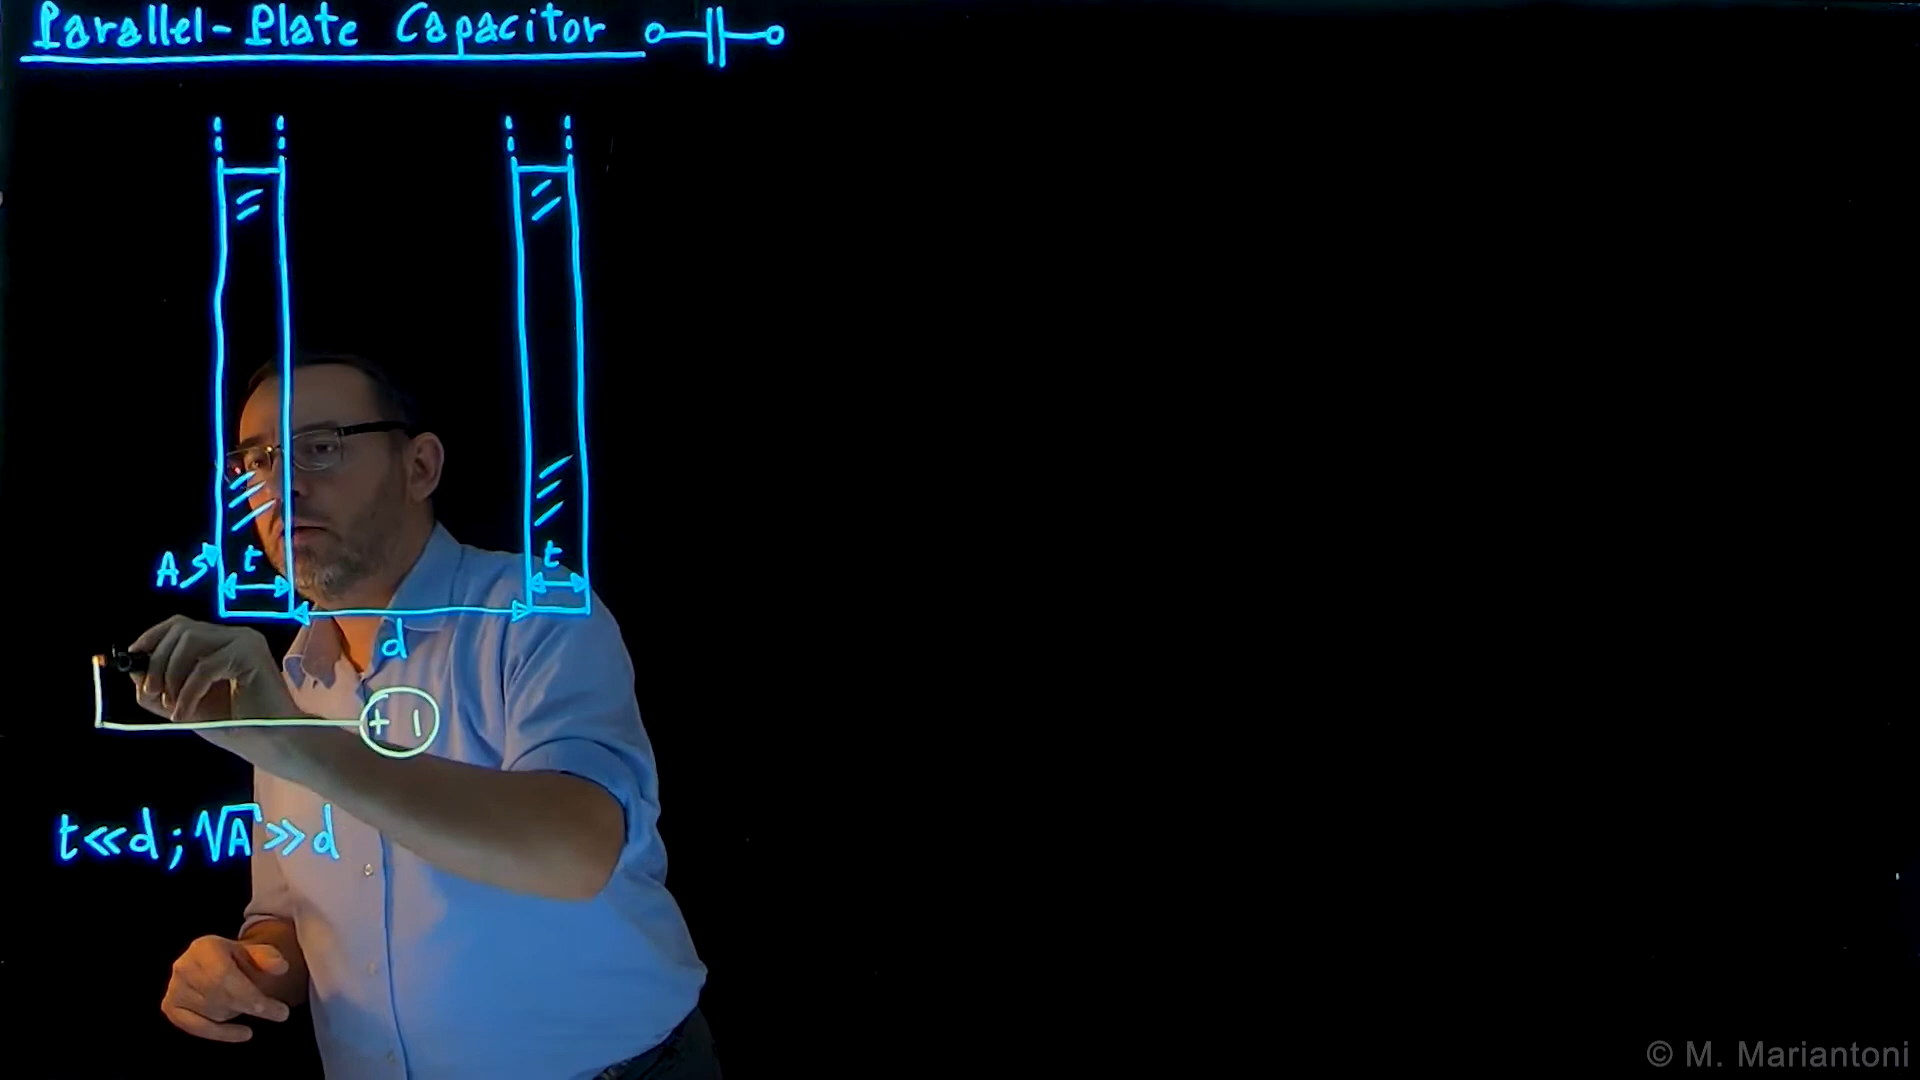 Parallel-Plate Capacitor
A t t
d
+ 1
t≪d; √A ≫d
© M. Mariantoni